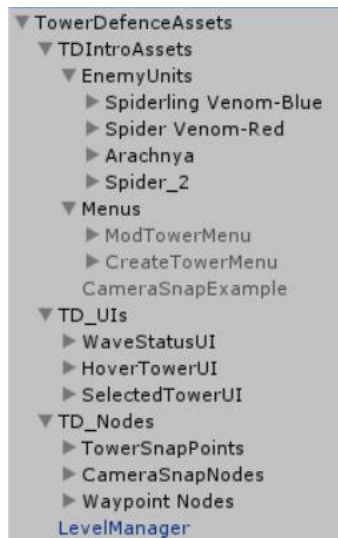 TowerDefenceAssets
TDIntroAssets
EnemyUnits
Spiderling Venom-Blue
Spider Venom-Red
Arachnya
Spider_2
Menus
ModTowerMenu
CreateTowerMenu
CameraSnapExample
TD_UIs
WaveStatusUI
HoverTowerUI
SelectedTowerUI
TD_Nodes
TowerSnapPoints
CameraSnapNodes
Waypoint Nodes
LevelManager